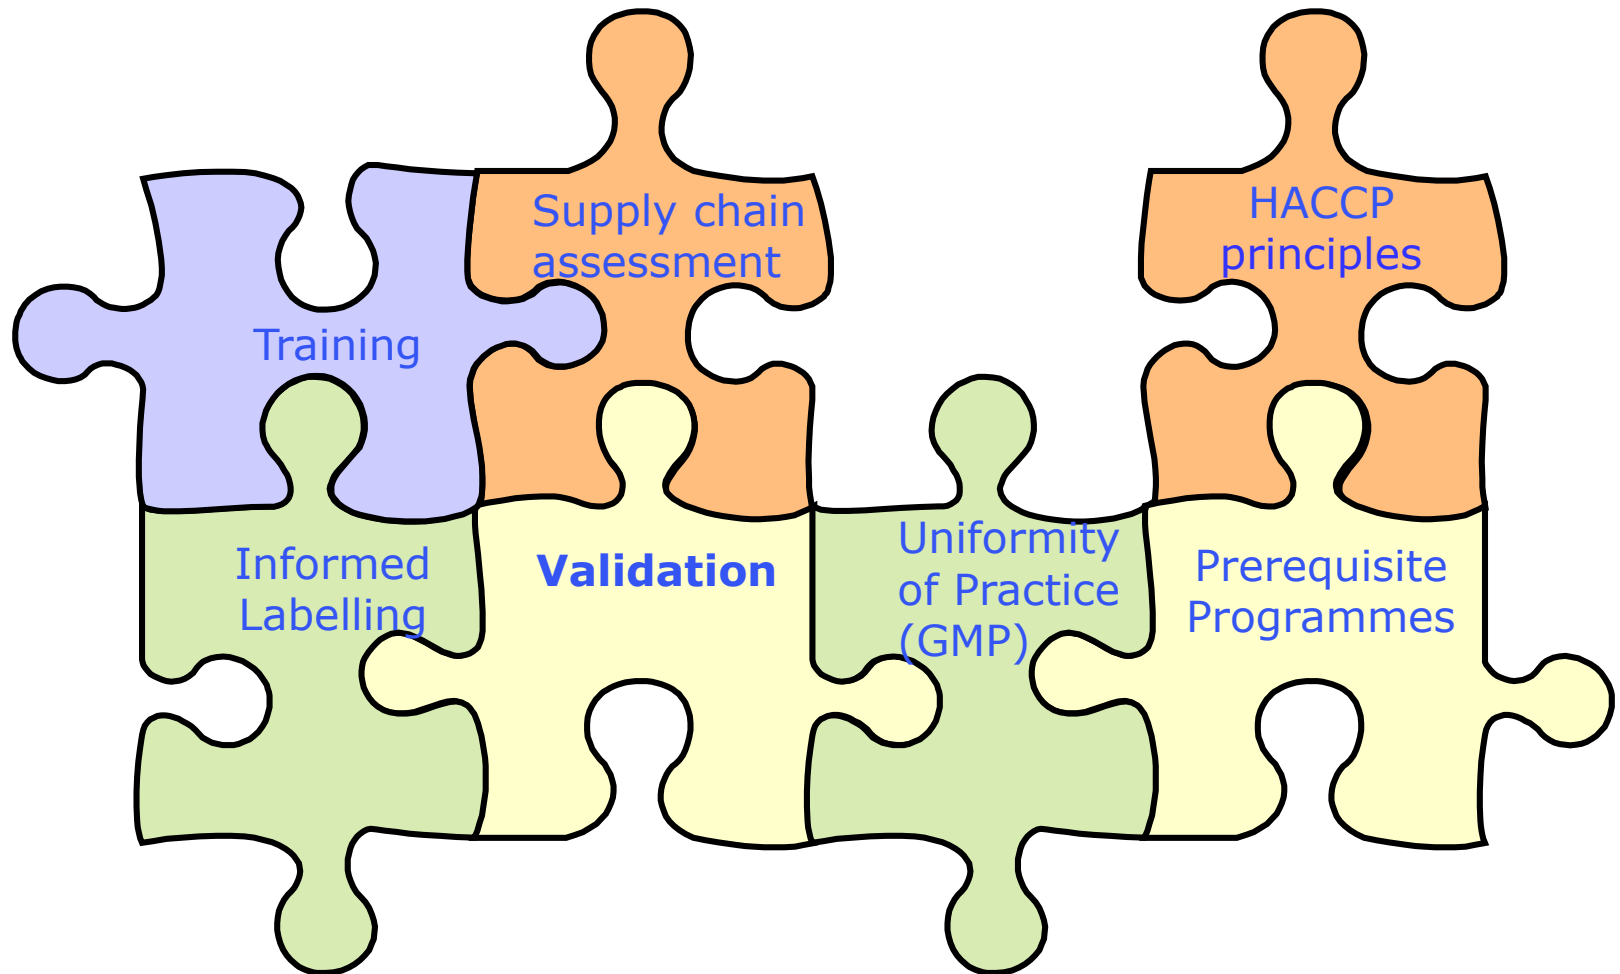 Supply chain
assessment
HACCP
principles
Training
Informed
Labelling
Validation
Uniformity
of Practice
(GMP)
Prerequisite
Programmes